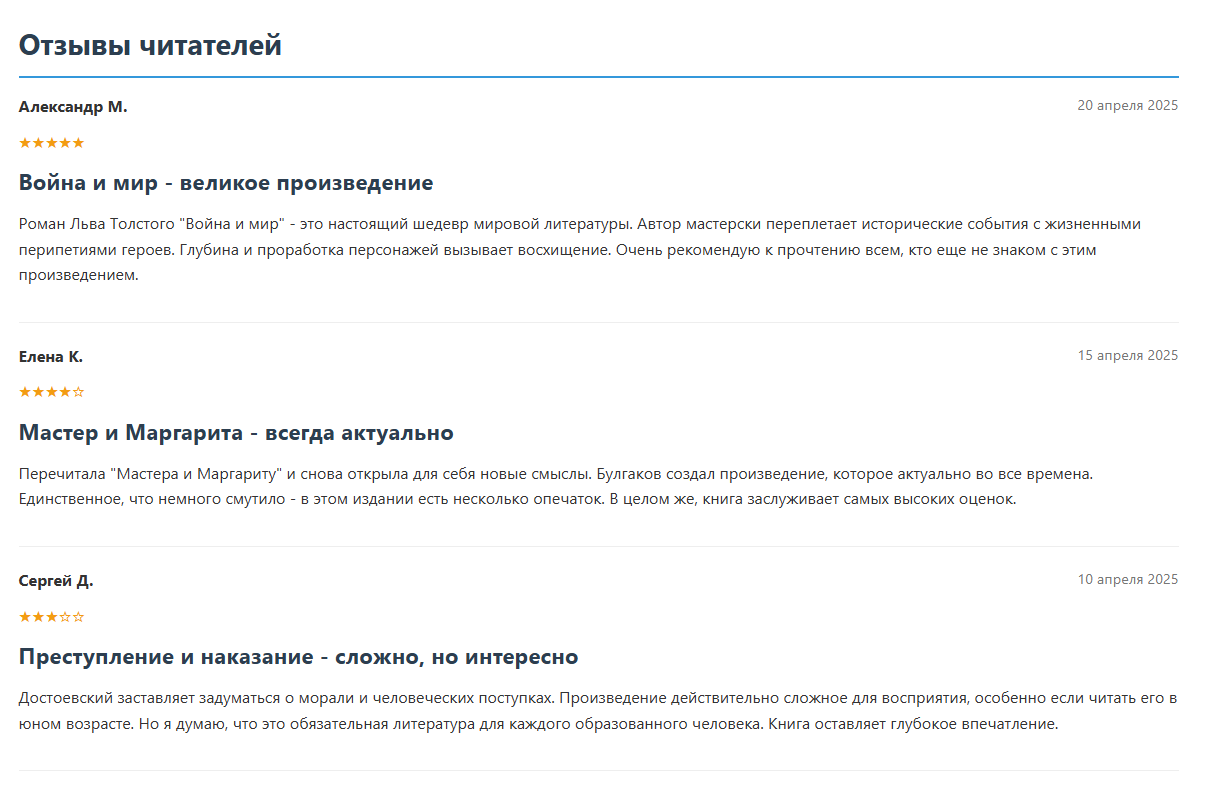 Отзывы читателей
Александр М.
20 апреля 2025
★★★★★
Война и мир - великое произведение
Роман Льва Толстого "Война и мир" - это настоящий шедевр мировой литературы. Автор мастерски переплетает исторические события с жизненными
перипетиями героев. Глубина и проработка персонажей вызывает восхищение. Очень рекомендую к прочтению всем, кто еще не знаком с этим
произведением.
Елена К.
15 апреля 2025
★★★★☆
Мастер и Маргарита - всегда актуально
Перечитала "Мастера и Маргариту" и снова открыла для себя новые смыслы. Булгаков создал произведение, которое актуально во все времена.
Единственное, что немного смутило - в этом издании есть несколько опечаток. В целом же, книга заслуживает самых высоких оценок.
Сергей Д.
10 апреля 2025
★★★☆☆
Преступление и наказание - сложно, но интересно
Достоевский заставляет задуматься о морали и человеческих поступках. Произведение действительно сложное для восприятия, особенно если читать его в
юном возрасте. Но я думаю, что это обязательная литература для каждого образованного человека. Книга оставляет глубокое впечатление.